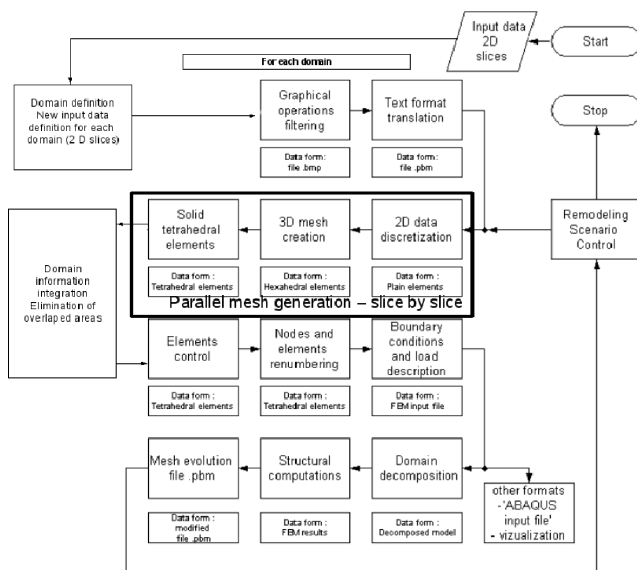 Input data
2D
slices
Start
For each domain
Domain definition
New input data
definition for each
domain (2 D slices)
Graphical
operations
filtering
Text format
translation
Stop
Data form :
file .bmp
Data form :
file .pbm
Solid
tetrahedral
elements
3D mesh
creation
2D data
discretization
Remodeling
Scenario
Control
Domain
information
integration
Elimination of
overlaped areas
Data form :
Tetrahedral elements
Data form :
Hexahedral elements
Data form :
Plain elements
Parallel mesh generation – slice by slice
Elements
control
Nodes and
elements
renumbering
Boundary
conditions
and load
description
Data form :
Tetrahedral elements
Data form :
Tetrahedral elements
Data form :
FEM input file
Mesh evolution
file .pbm
Structural
computations
Domain
decomposition
other formats
-'ABAQUS
input file'
- vizualization
Data form :
modified
file .pbm
Data form :
FEM results
Data form :
Decomposed model